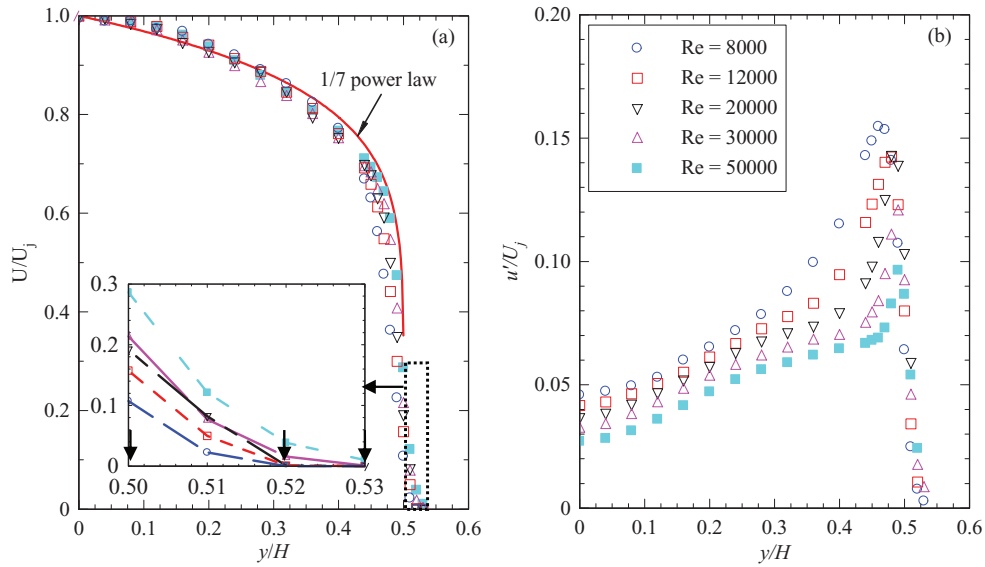 (a)
1/7 power law
U/U_j
1.0
0.8
0.6
0.4
0.2
0
0.3
0.2
0.1
0
0.50
0.51
0.52
0.53
0
0.1
0.2
0.3
0.4
0.5
0.6
y/H
(b)
Re = 8000
Re = 12000
Re = 20000
Re = 30000
Re = 50000
u'/U_j
0.20
0.15
0.10
0.05
0
0
0.1
0.2
0.3
0.4
0.5
0.6
y/H